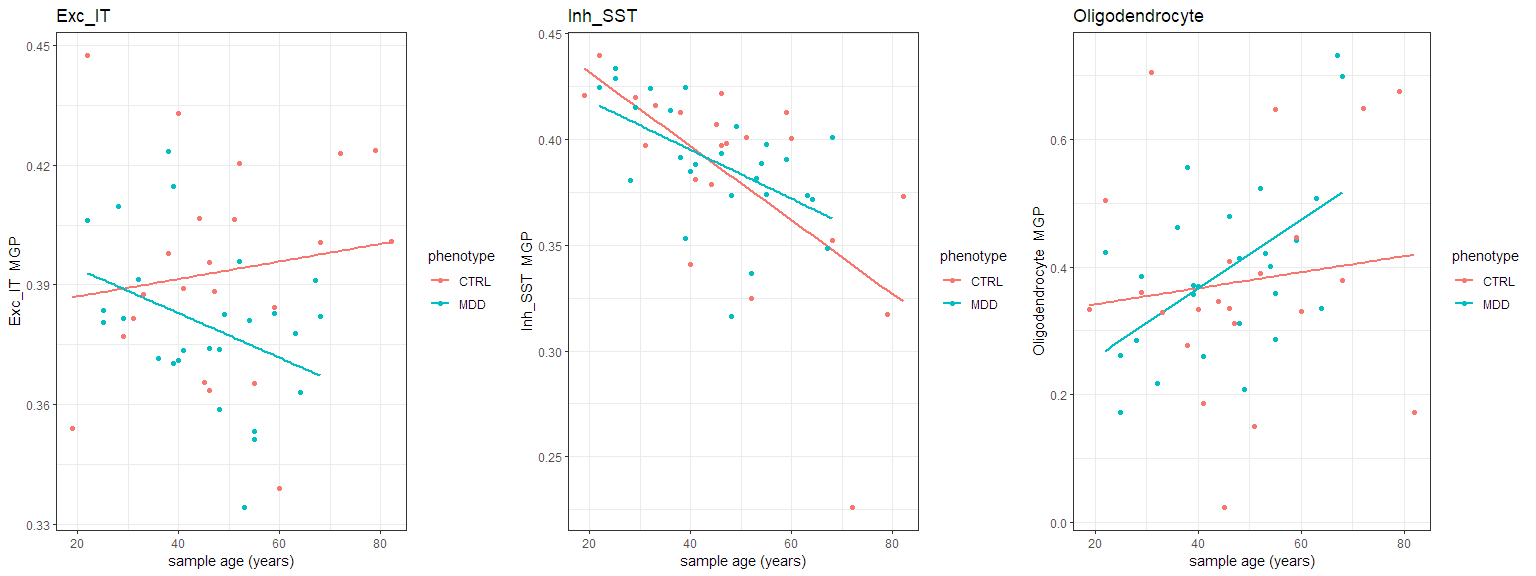 Exc_IT
Exc_IT MGP
0.45
0.42
0.39
0.36
0.33
20 40 60 80
sample age (years)
phenotype
CTRL
MDD
Inh_SST
Inh_SST MGP
0.45
0.40
0.35
0.30
0.25
20 40 60 80
sample age (years)
phenotype
CTRL
MDD
Oligodendrocyte
Oligodendrocyte MGP
0.6
0.4
0.2
0.0
20 40 60 80
sample age (years)
phenotype
CTRL
MDD